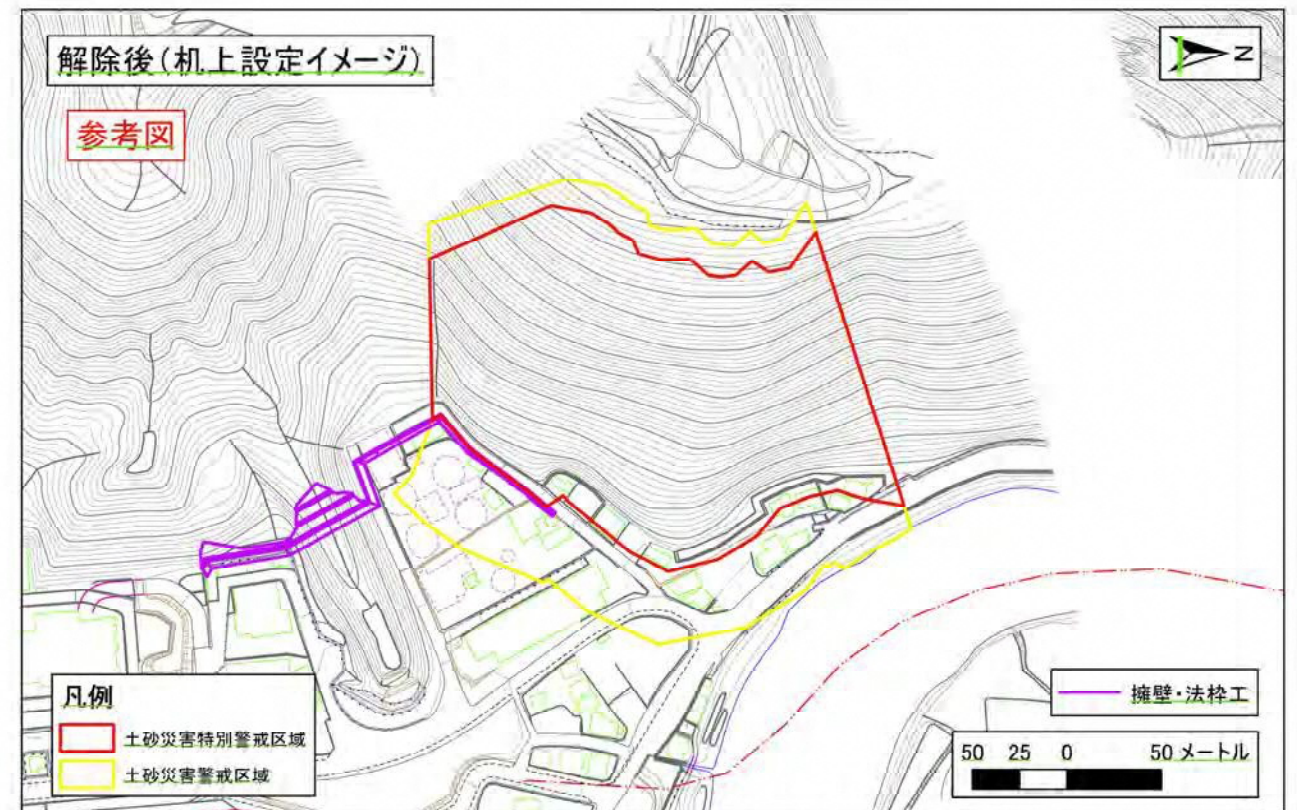 解除後(机上設定イメージ)
N
参考図
凡例
土砂災害特別警戒区域
土砂災害警戒区域
擁壁・法枠工
50 25 0 50 メートル